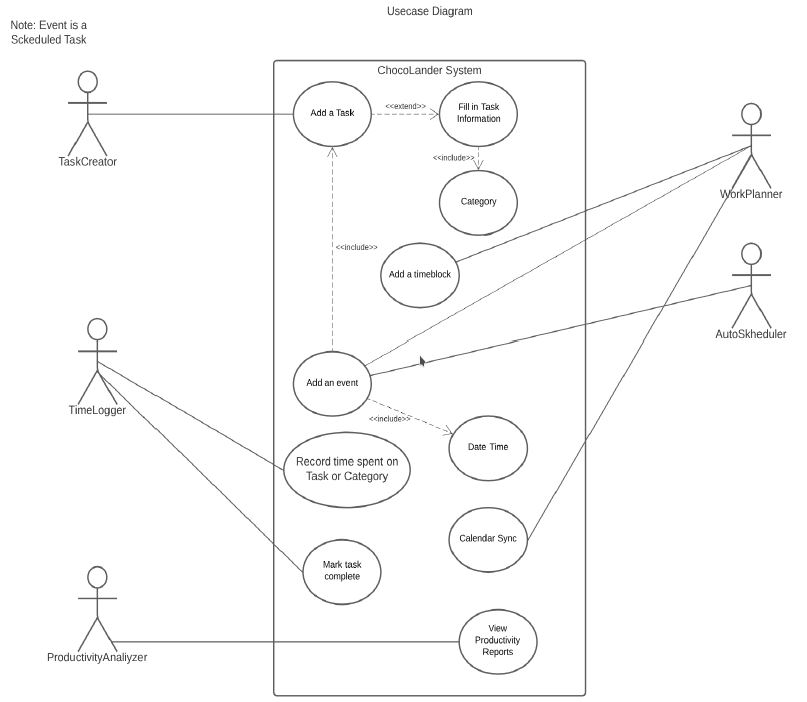 Usecase Diagram
Note: Event is a
Sckeduled Task
ChocoLander System
Add a Task
<<extend>>
Fill in Task
Information
TaskCreator
<<include>>
Category
WorkPlanner
<<include>>
Add a timeblock
AutoSkheduler
Add an event
TimeLogger
<<include>>
Date Time
Record time spent on
Task or Category
Calendar Sync
Mark task
complete
View
Productivity
Reports
ProductivityAnaliyzer